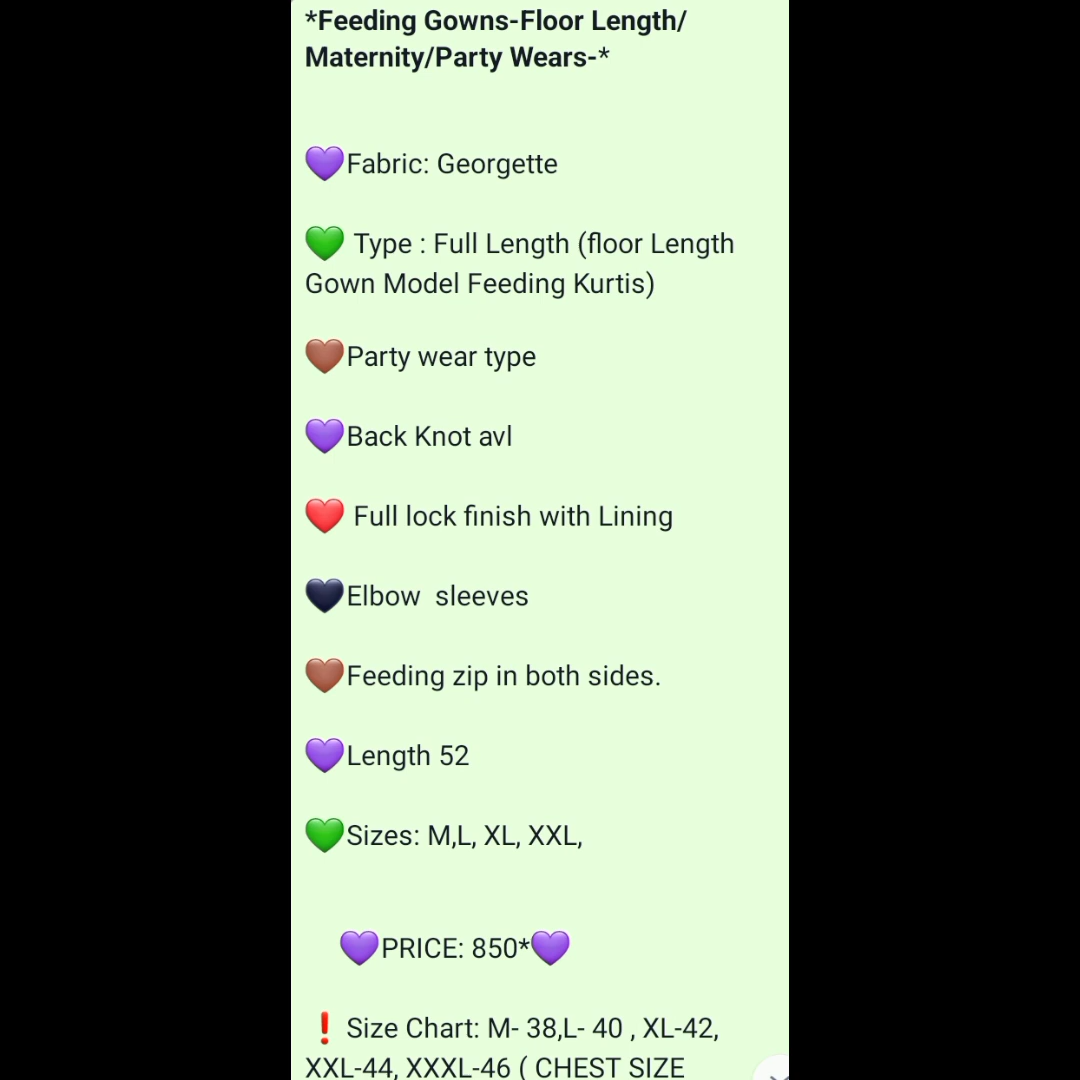 *Feeding Gowns-Floor Length/
Maternity/Party Wears-*
💜Fabric: Georgette
💚 Type : Full Length (floor Length
Gown Model Feeding Kurtis)
🤎Party wear type
💜Back Knot avl
❤️ Full lock finish with Lining
🖤Elbow  sleeves
🤎Feeding zip in both sides.
💜Length 52
💚Sizes: M,L, XL, XXL,
💜PRICE: 850*💜
❗ Size Chart: M- 38,L- 40 , XL-42,
XXL-44, XXXL-46 ( CHEST SIZE